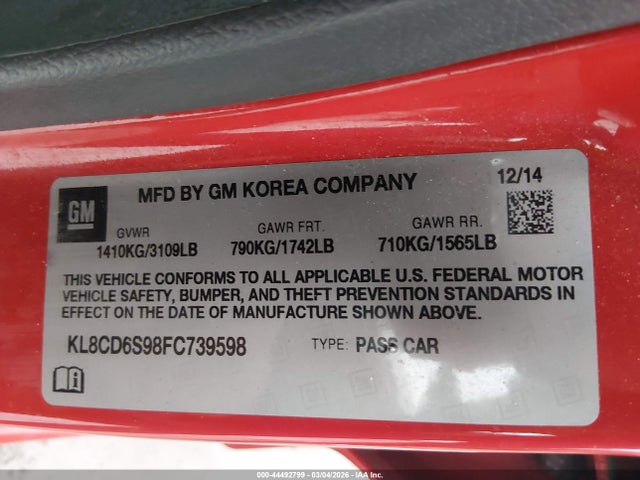 GM
MFD BY GM KOREA COMPANY
12/14
GVWR GAWR FRT. GAWR RR.
1410KG/3109LB 790KG/1742LB 710KG/1565LB
THIS VEHICLE CONFORMS TO ALL APPLICABLE U.S. FEDERAL MOTOR
VEHICLE SAFETY, BUMPER, AND THEFT PREVENTION STANDARDS IN
EFFECT ON THE DATE OF MANUFACTURE SHOWN ABOVE.
KL8CD6S98FC739598 TYPE: PASS CAR
000-44492799 - 03/04/2026 - IAA Inc.